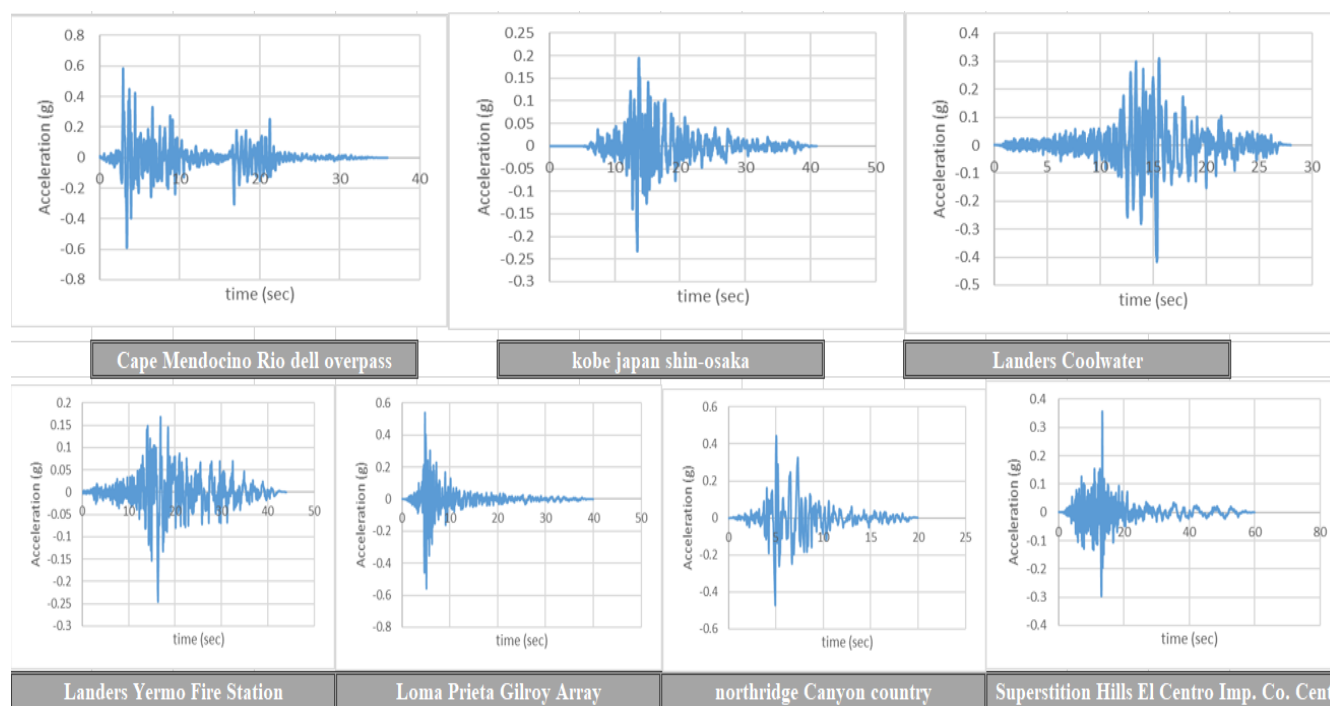 0.8
0.6
0.4
0.2
0
-0.2
-0.4
-0.6
-0.8
0 10 20 30 40
Acceleration (g)
time (sec)
0.25
0.2
0.15
0.1
0.05
0
-0.05
-0.1
-0.15
-0.2
-0.25
-0.3
0 10 20 30 40 50
Acceleration (g)
time (sec)
0.4
0.3
0.2
0.1
0
-0.1
-0.2
-0.3
-0.4
-0.5
0 5 10 15 20 25 30
Acceleration (g)
time (sec)
Cape Mendocino Rio dell overpass
kobe japan shin-osaka
Landers Coolwater
0.2
0.15
0.1
0.05
0
-0.05
-0.1
-0.15
-0.2
-0.25
-0.3
0 10 20 30 40 50
Acceleration (g)
time (sec)
0.6
0.4
0.2
0
-0.2
-0.4
-0.6
-0.8
0 10 20 30 40 50
Acceleration (g)
time (sec)
0.6
0.4
0.2
0
-0.2
-0.4
-0.6
0 5 10 15 20 25
Acceleration (g)
time (sec)
0.4
0.3
0.2
0.1
0
-0.1
-0.2
-0.3
-0.4
0 20 40 60 80
Acceleration (g)
time (sec)
Landers Yermo Fire Station
Loma Prieta Gilroy Array
northridge Canyon country
Superstition Hills El Centro Imp. Co. Cent